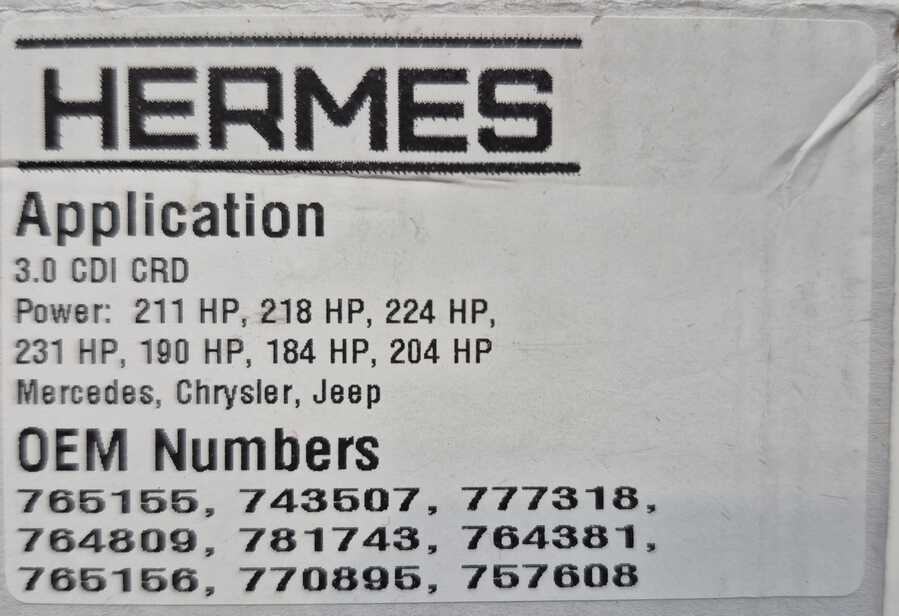 HERMES
Application
3.0 CDI CRD
Power: 211 HP, 218 HP, 224 HP,
231 HP, 190 HP, 184 HP, 204 HP
Mercedes, Chrysler, Jeep
OEM Numbers
765155, 743507, 777318,
764809, 781743, 764381,
765156, 770895, 757608